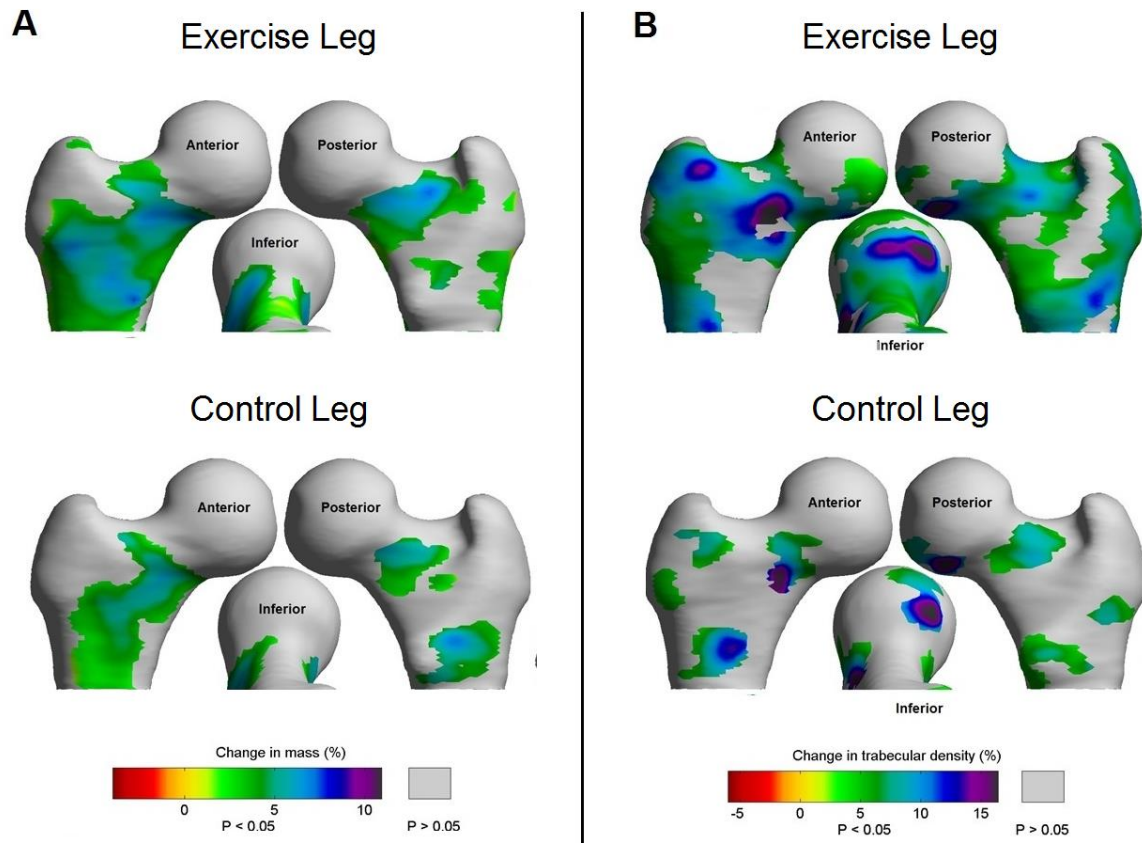 A
Exercise Leg
Anterior
Posterior
Inferior
Control Leg
Anterior
Posterior
Inferior
Change in mass (%)
0 5 10
P < 0.05
P > 0.05
B
Exercise Leg
Anterior
Posterior
Inferior
Control Leg
Anterior
Posterior
Inferior
Change in trabecular density (%)
-5 0 5 10 15
P < 0.05
P > 0.05